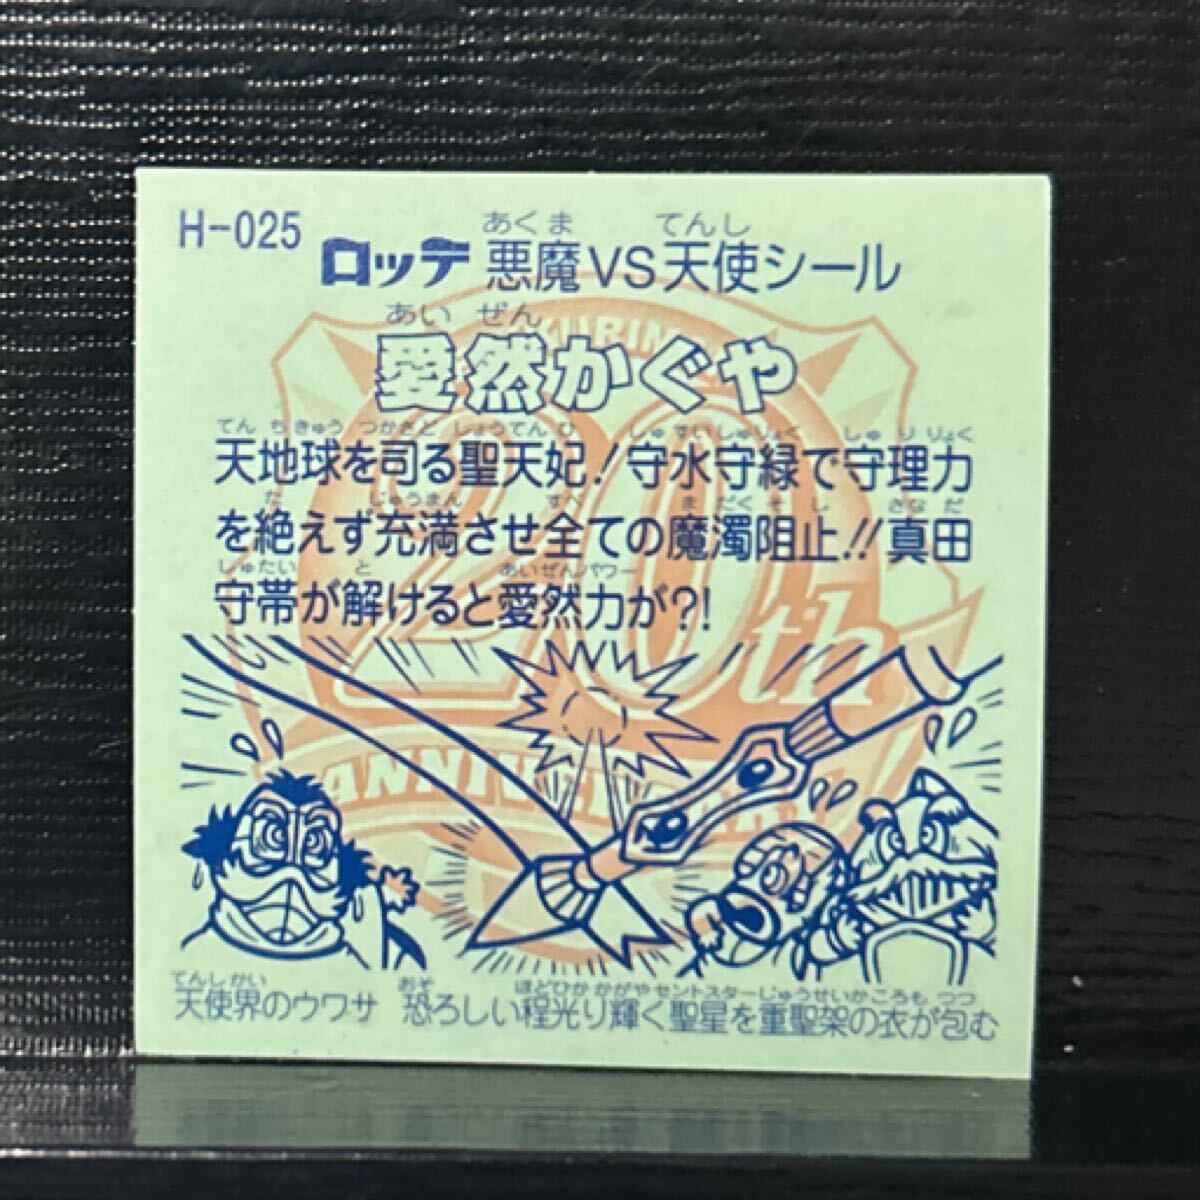 H-025
ロッテ 悪魔VS天使シール
あくま てんし
愛然かぐや
あい ぜん
天地球を司る聖天妃!守水守緑で守理力
てん ち きゅう つかさど しょうてん ひ しゅすいしゅりょく しゅ り りょく
を絶えず充満させ全ての魔濁阻止!!真田
た じゅうまん すべ ま だく そ し さな だ
守帯が解けると愛然力が?!
しゅたい と あいぜんパワー
20th
ANNIVERSARY
天使界のウワサ 恐ろしい程光り輝く聖星を重聖架の衣が包む
てんしかい おそ ほどひか かがや セントスター じゅうせいか ころも つつ